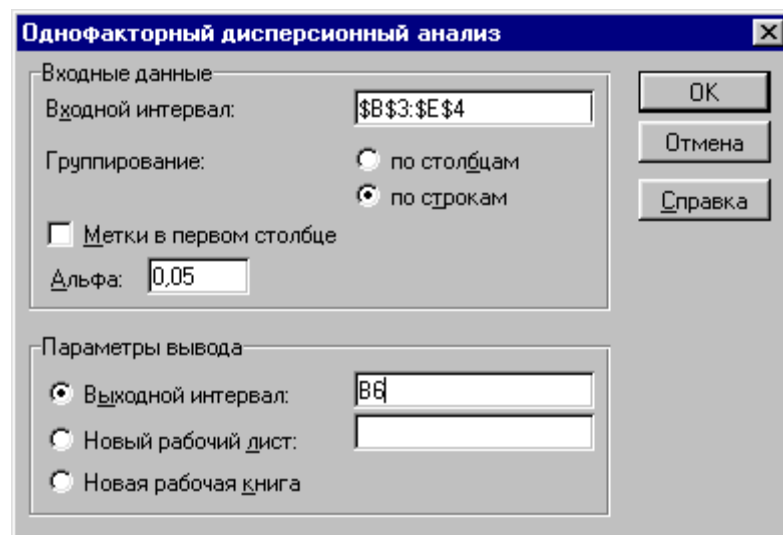 Однофакторный дисперсионный анализ
Входные данные
Входной интервал: $B$3:$E$4
Группирование: по столбцам
по строкам
Метки в первом столбце
Альфа: 0,05
OK
Отмена
Справка
Параметры вывода
Выходной интервал: B6
Новый рабочий лист:
Новая рабочая книга